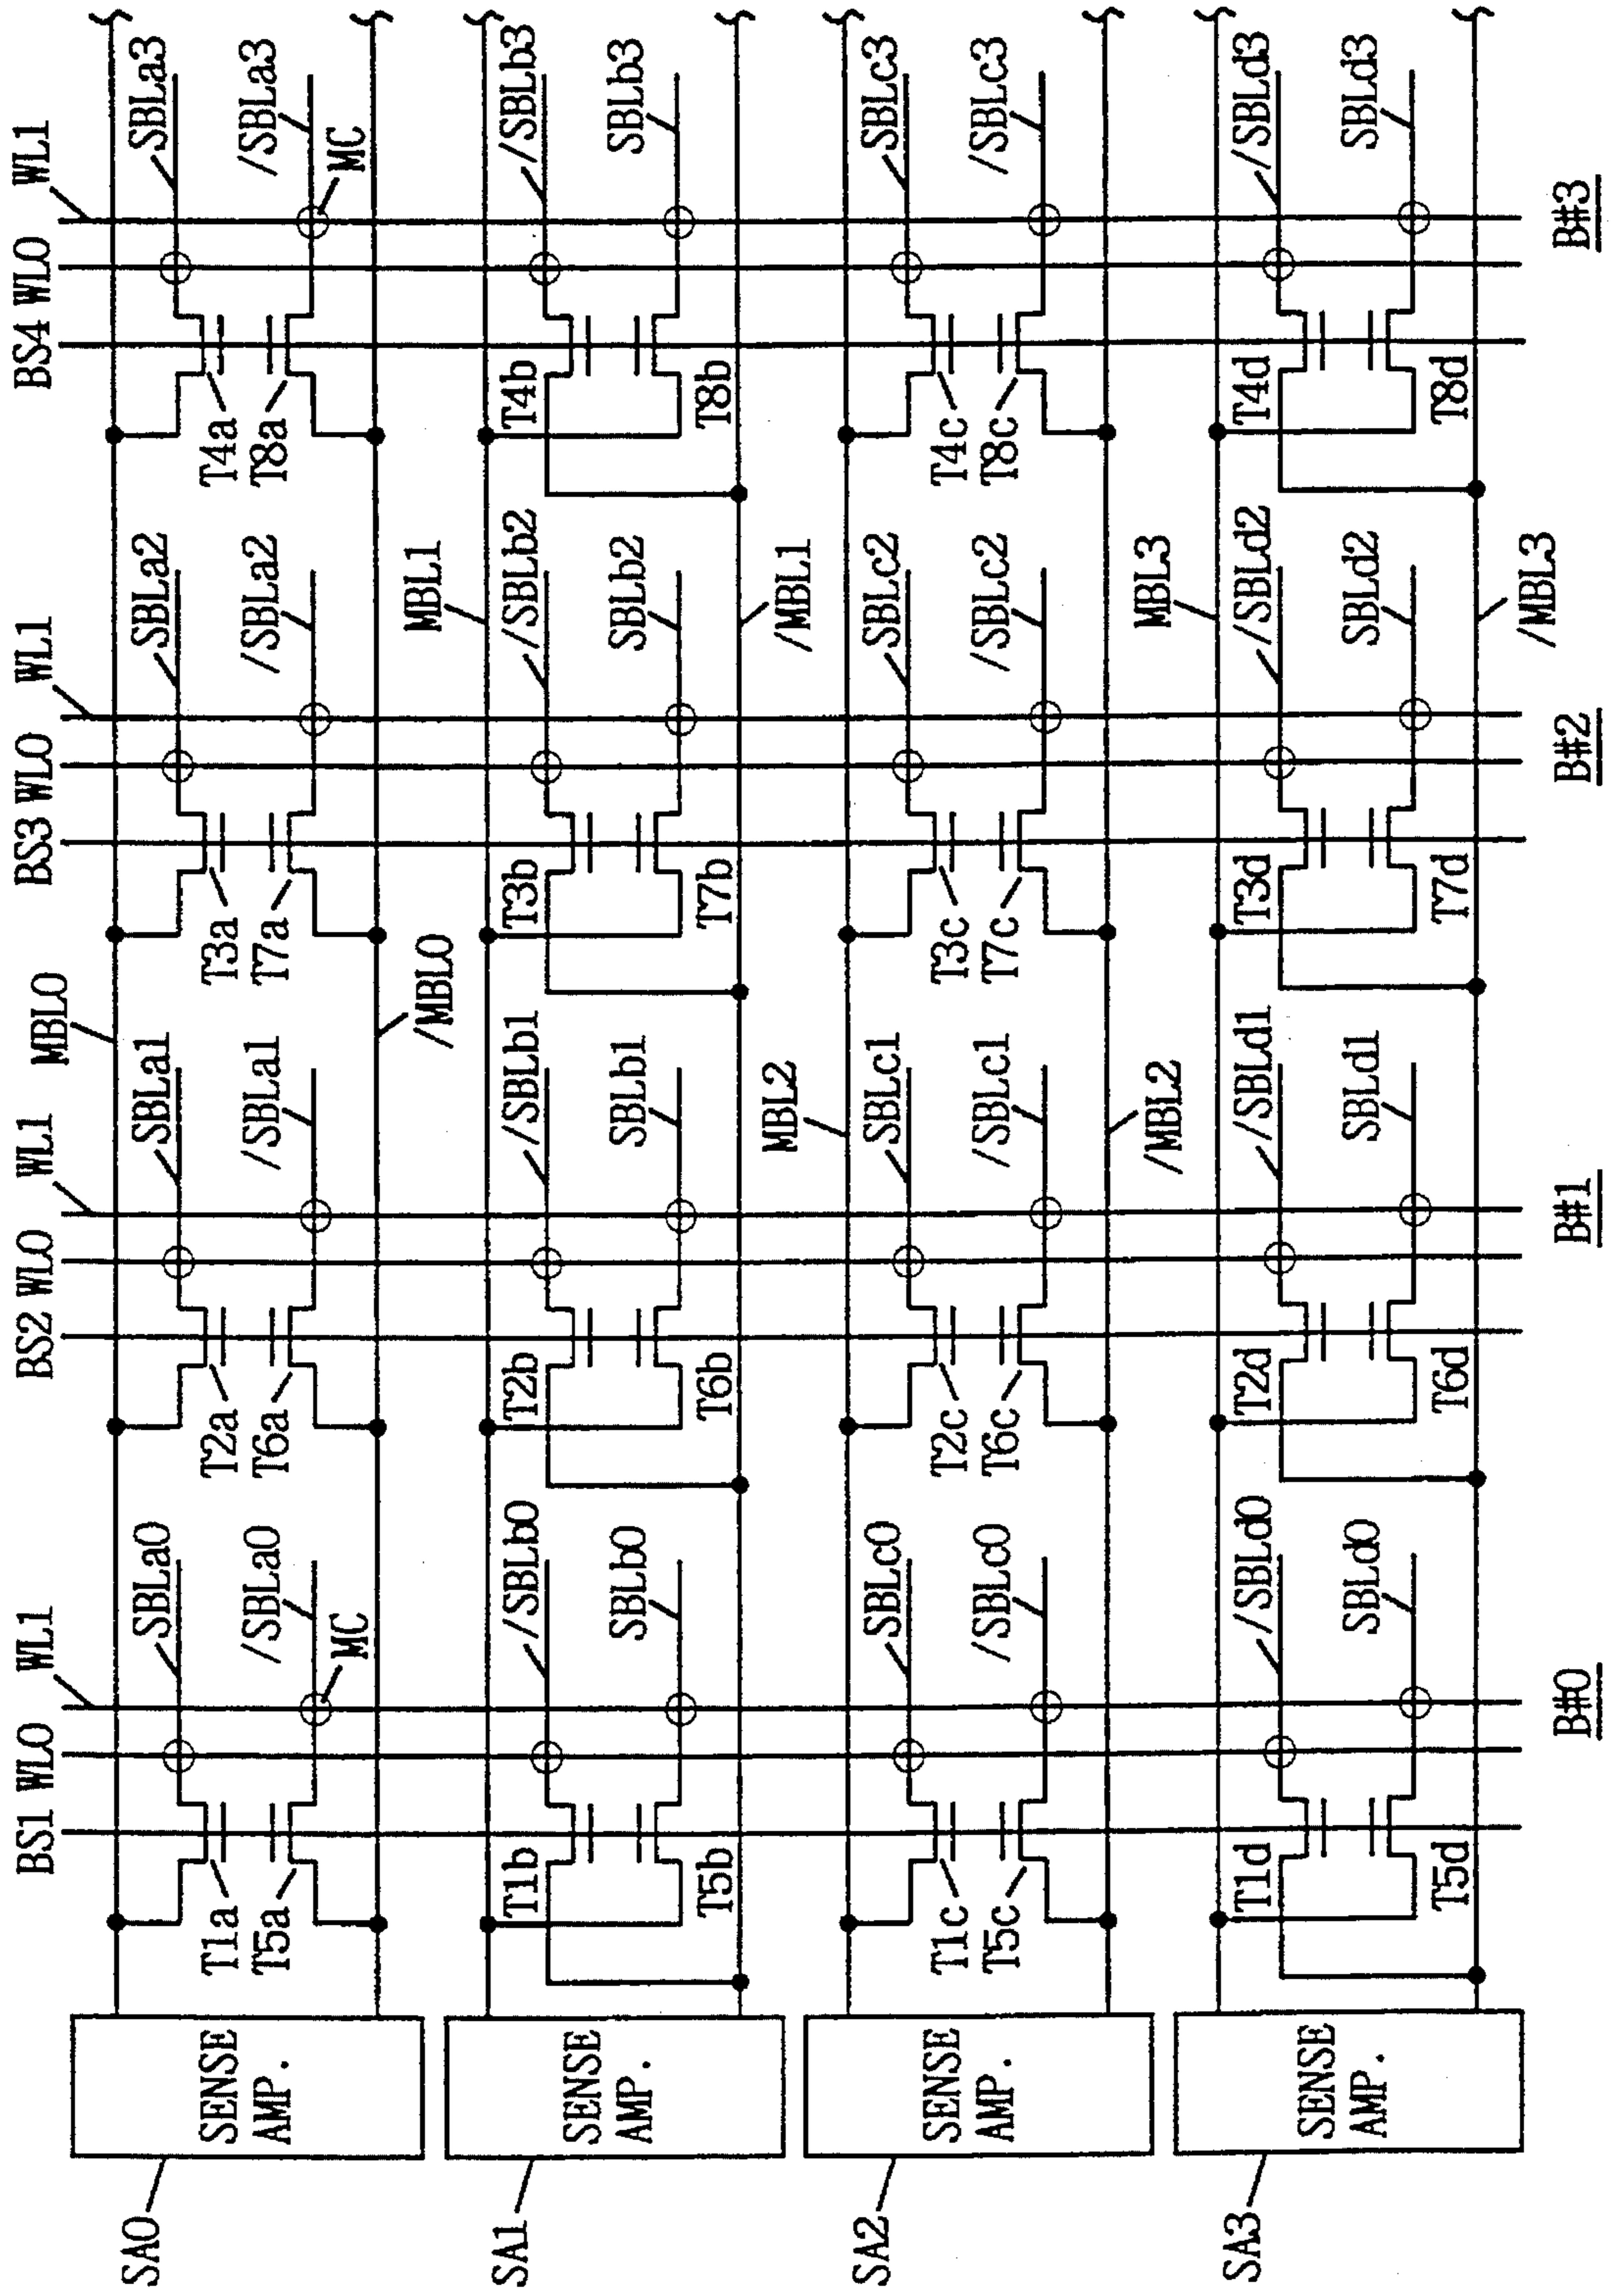 BS1 WL0 WL1
BS2 WL0 WL1
BS3 WL0 WL1
BS4 WL0 WL1
MBL0
SBLa0
SBLa1
SBLa2
SBLa3
T1a
T2a
T3a
T4a
T5a
T6a
T7a
T8a
/SBLa0
/SBLa1
/SBLa2
/SBLa3
MC
MC
SENSE
AMP.
SA0
/MBL0
MBL1
T1b
T2b
T3b
T4b
/SBLb0
/SBLb1
/SBLb2
/SBLb3
SBLb0
SBLb1
SBLb2
SBLb3
T5b
T6b
T7b
T8b
SENSE
AMP.
SA1
/MBL1
MBL2
SBLc0
SBLc1
SBLc2
SBLc3
T1c
T2c
T3c
T4c
T5c
T6c
T7c
T8c
/SBLc0
/SBLc1
/SBLc2
/SBLc3
SENSE
AMP.
SA2
/MBL2
MBL3
T1d
T2d
T3d
T4d
/SBLd0
/SBLd1
/SBLd2
/SBLd3
SBLd0
SBLd1
SBLd2
SBLd3
T5d
T6d
T7d
T8d
SENSE
AMP.
SA3
/MBL3
B#0
B#1
B#2
B#3